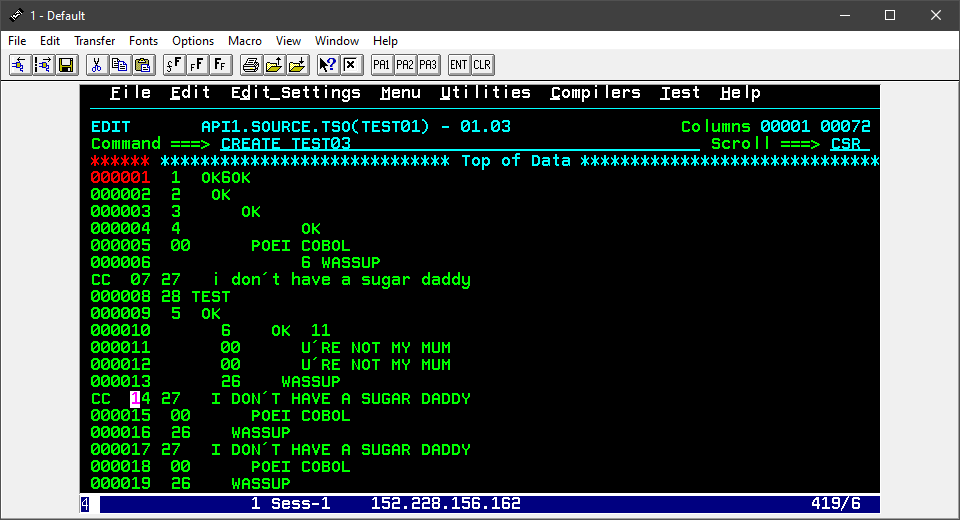 1 - Default
File Edit Transfer Fonts Options Macro View Window Help
PA1 PA2 PA3 ENT CLR
File Edit Edit_Settings Menu Utilities Compilers Test Help
EDIT API1.SOURCE.TSO(TEST01) - 01.03 Columns 00001 00072
Command ===> CREATE TEST03 Scroll ===> CSR
****** ***************************** Top of Data ******************************
000001 1 OK6OK
000002 2 OK
000003 3 OK
000004 4 OK
000005 00 POEI COBOL
000006 6 WASSUP
CC 07 27 i don´t have a sugar daddy
000008 28 TEST
000009 5 OK
000010 6 OK 11
000011 00 U´RE NOT MY MUM
000012 00 U´RE NOT MY MUM
000013 26 WASSUP
CC 14 27 I DON´T HAVE A SUGAR DADDY
000015 00 POEI COBOL
000016 26 WASSUP
000017 27 I DON´T HAVE A SUGAR DADDY
000018 00 POEI COBOL
000019 26 WASSUP
4 1 Sess-1 152.228.156.162 419/6